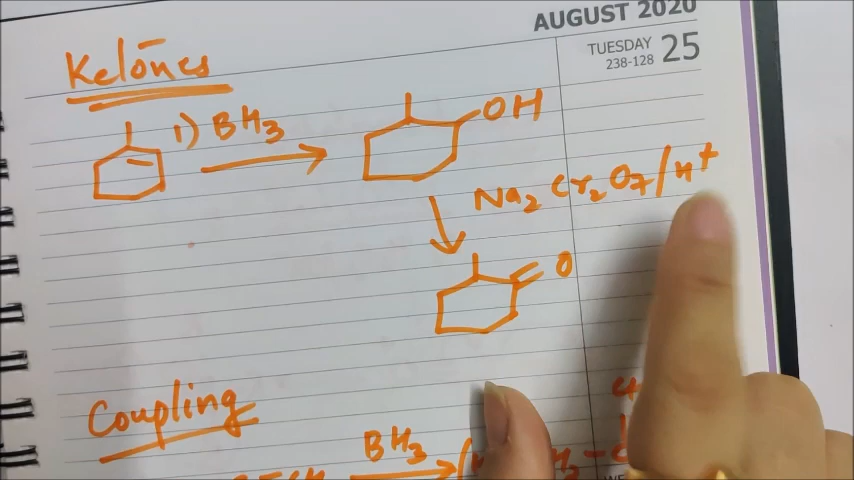 AUGUST 2020
TUESDAY 25
238-128
Ketones
1) BH3
OH
Na2Cr2O7/H+
O
Coupling
BH3